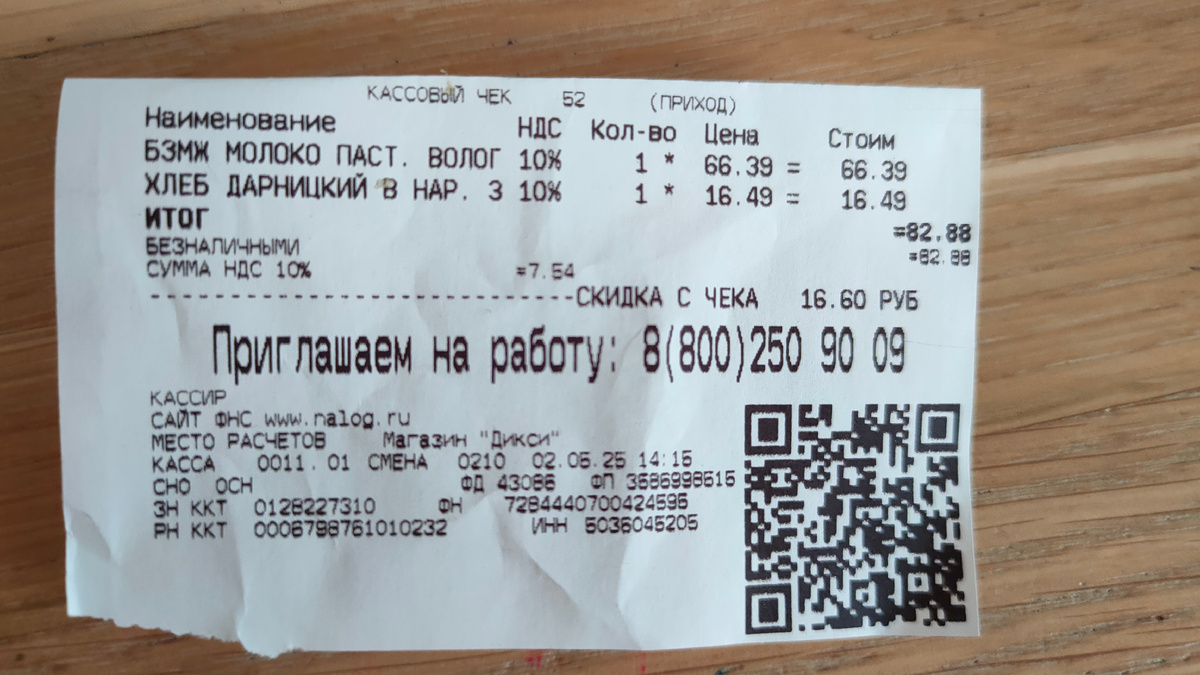 КАССОВЫЙ ЧЕК 52 (ПРИХОД)
Наименование НДС Кол-во Цена Стоим
БЗМЖ МОЛОКО ПАСТ. ВОЛОГ 10% 1 * 66.39 = 66.39
ХЛЕБ ДАРНИЦКИЙ В НАР. З 10% 1 * 16.49 = 16.49
ИТОГ =82.88
БЕЗНАЛИЧНЫМИ =82.88
СУММА НДС 10% =7.54
СКИДКА С ЧЕКА 16.60 РУБ
Приглашаем на работу: 8(800)250 90 09
КАССИР
САЙТ ФНС www.nalog.ru
МЕСТО РАСЧЕТОВ Магазин "Дикси"
КАССА 0011.01 СМЕНА 0210 02.05.25 14:15
СНО ОСН ФД 43086 ФП 3586998515
ЗН ККТ 0128227310 ФН 7284440700424595
РН ККТ 0006798761010232 ИНН 5036045205